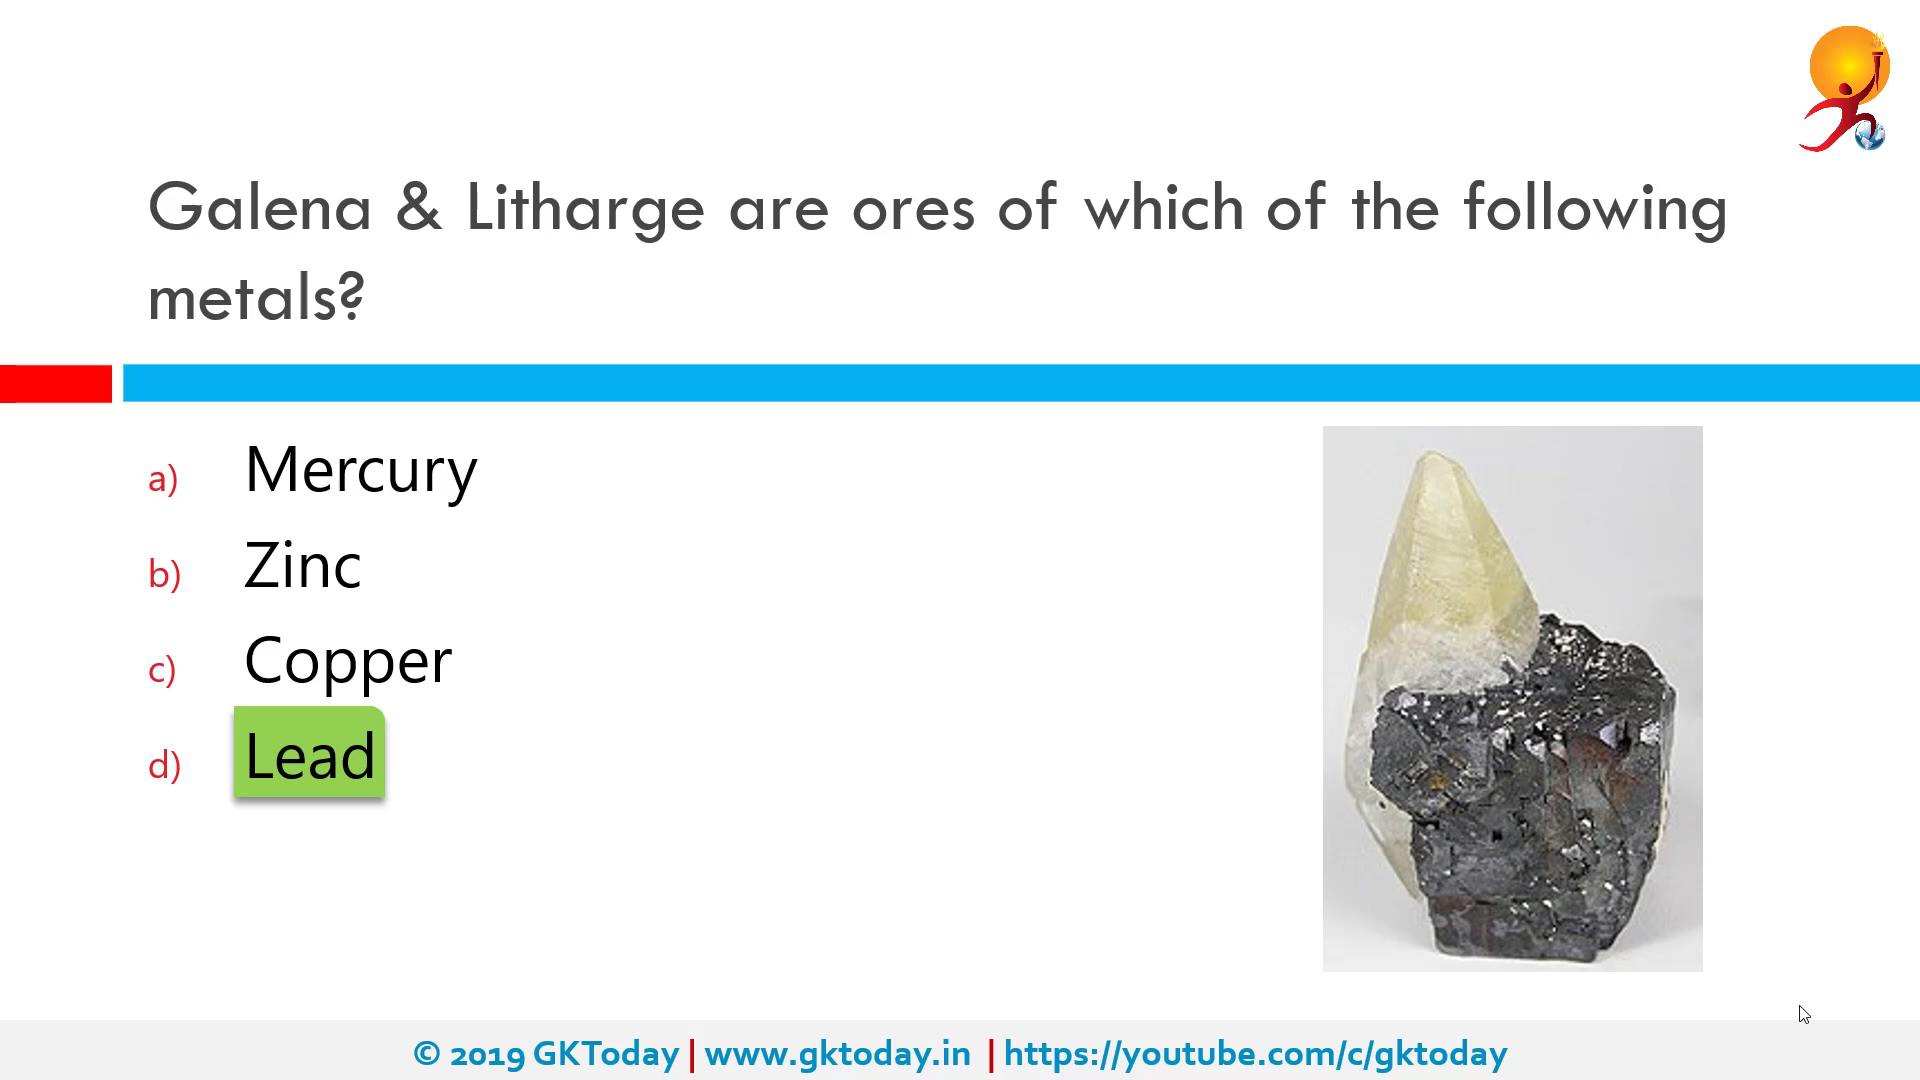 Galena & Litharge are ores of which of the following
metals?
a) Mercury
b) Zinc
c) Copper
d) Lead
© 2019 GKToday | www.gktoday.in | https://youtube.com/c/gktoday